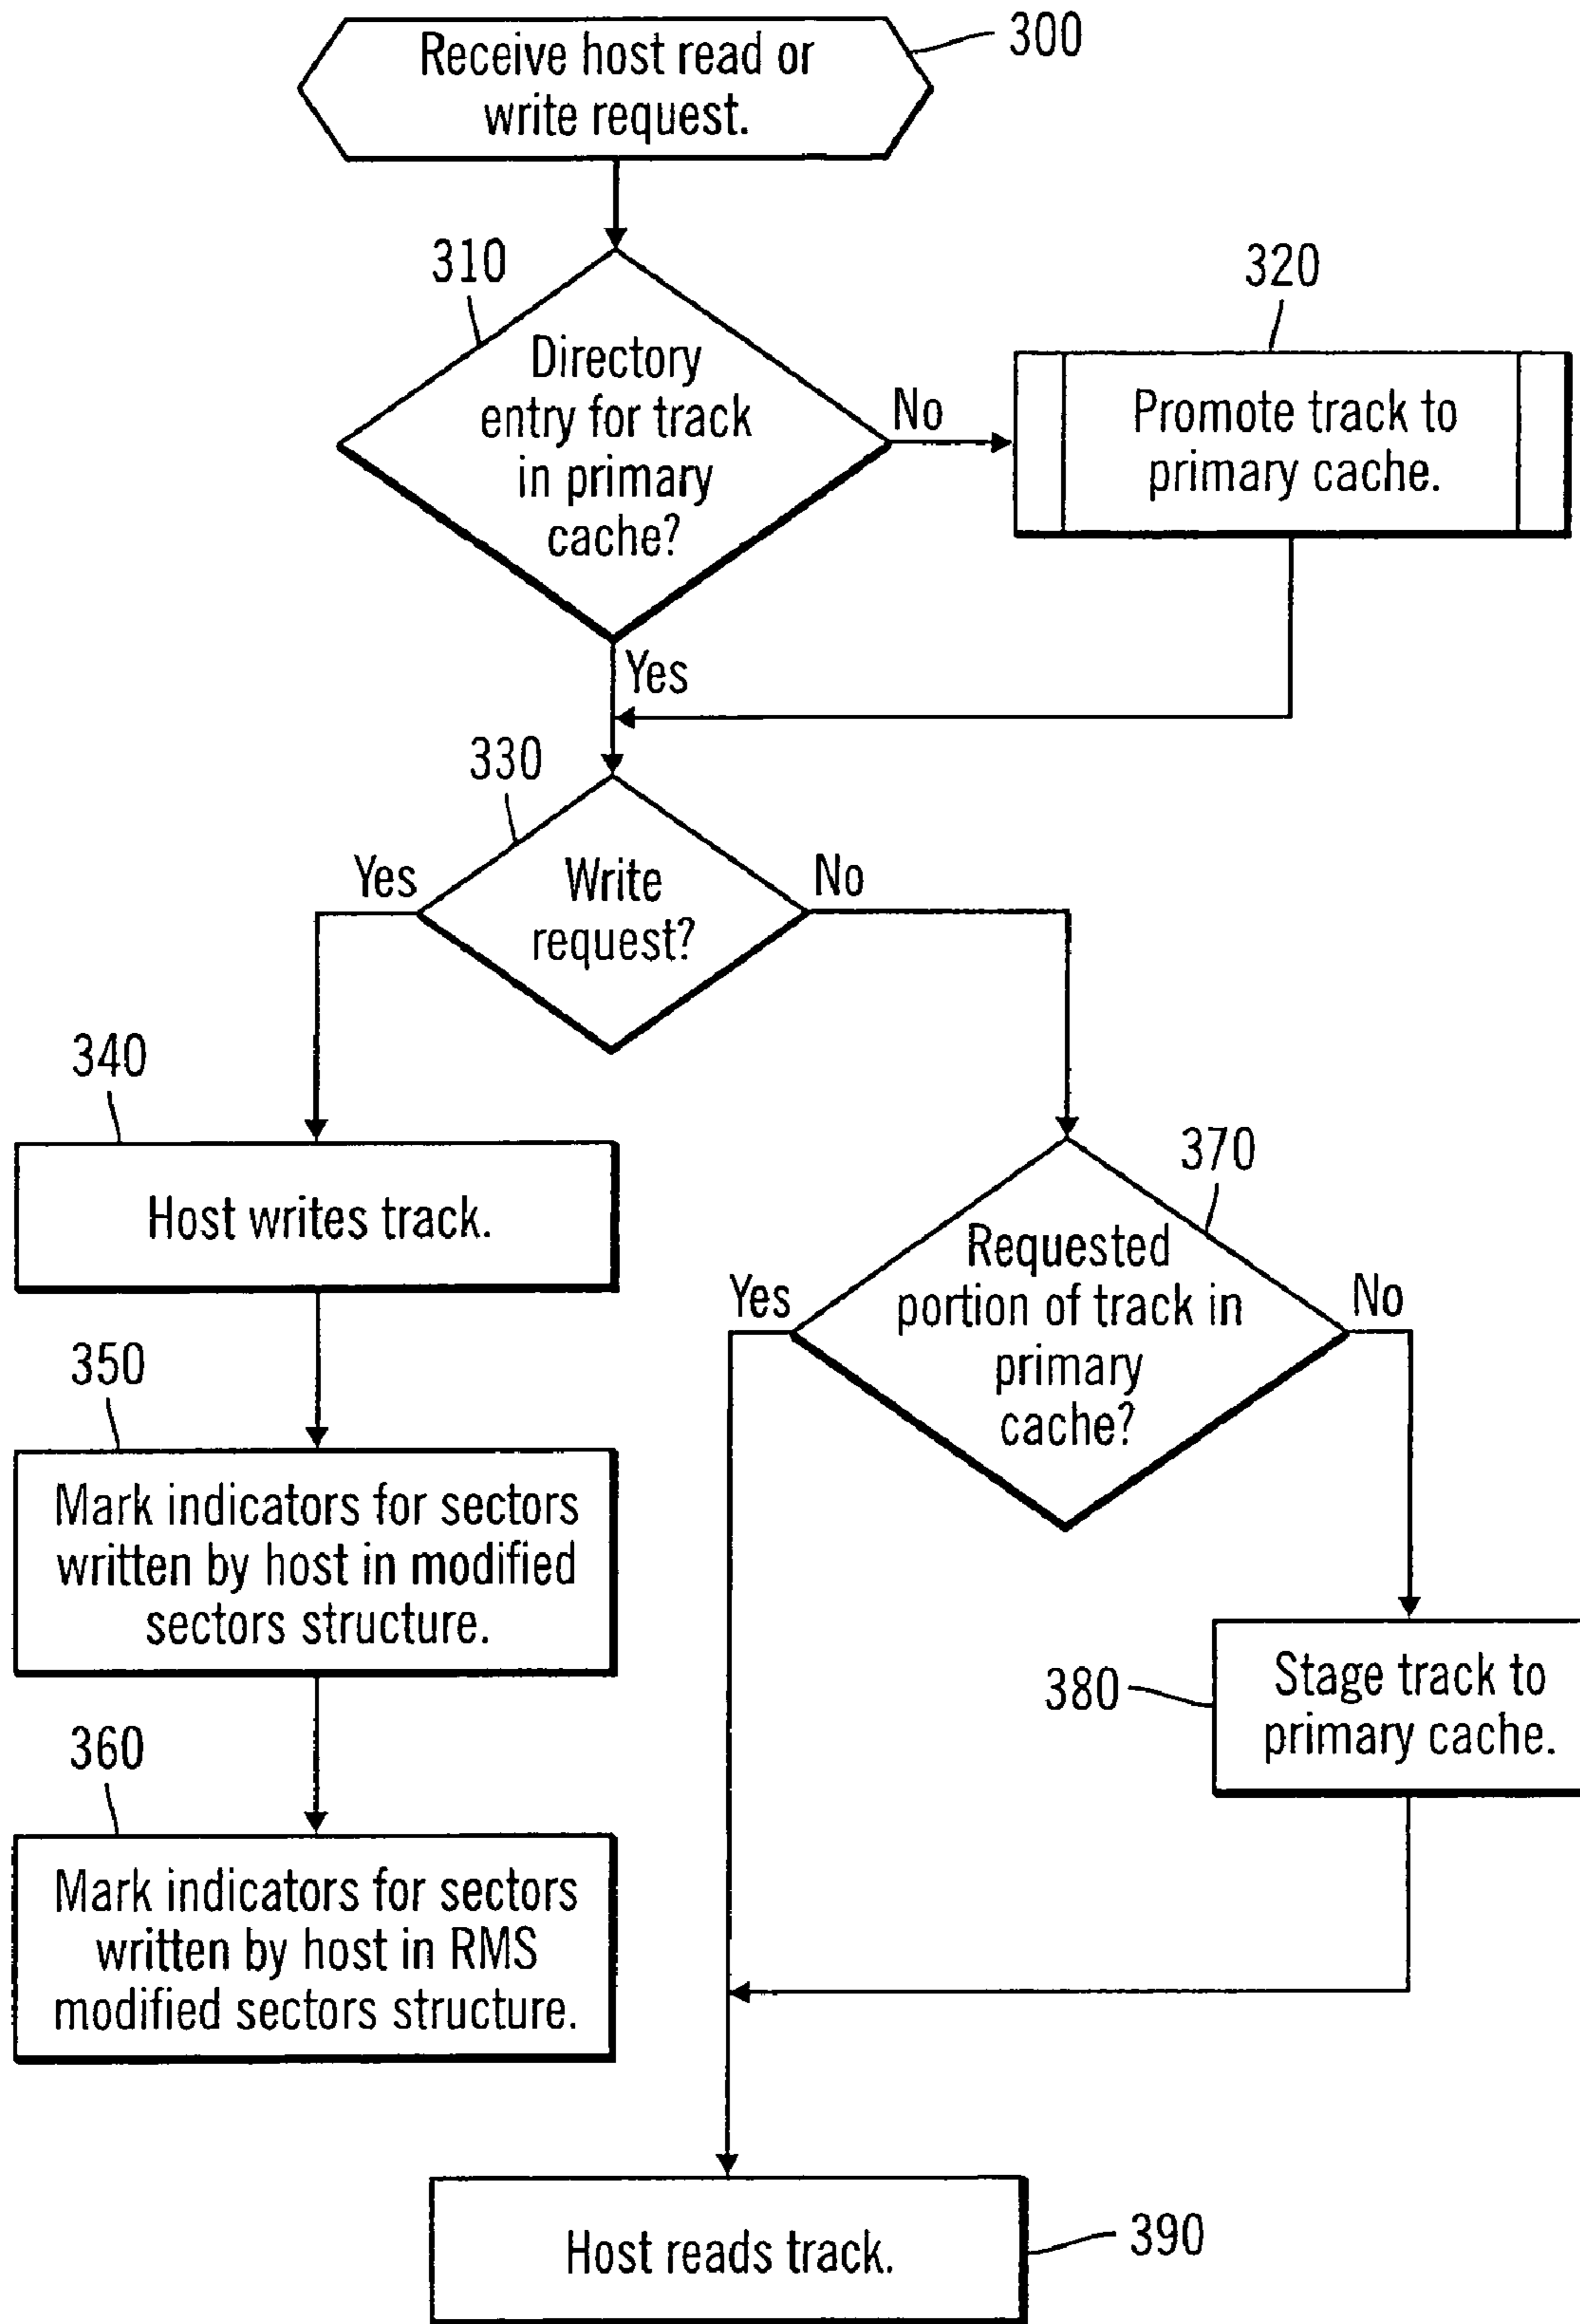 Receive host read or
write request.
300
310
Directory
entry for track
in primary
cache?
No
320
Promote track to
primary cache.
Yes
330
Write
request?
Yes
No
340
Host writes track.
350
Mark indicators for sectors
written by host in modified
sectors structure.
360
Mark indicators for sectors
written by host in RMS
modified sectors structure.
370
Requested
portion of track in
primary
cache?
Yes
No
380
Stage track to
primary cache.
Host reads track.
390